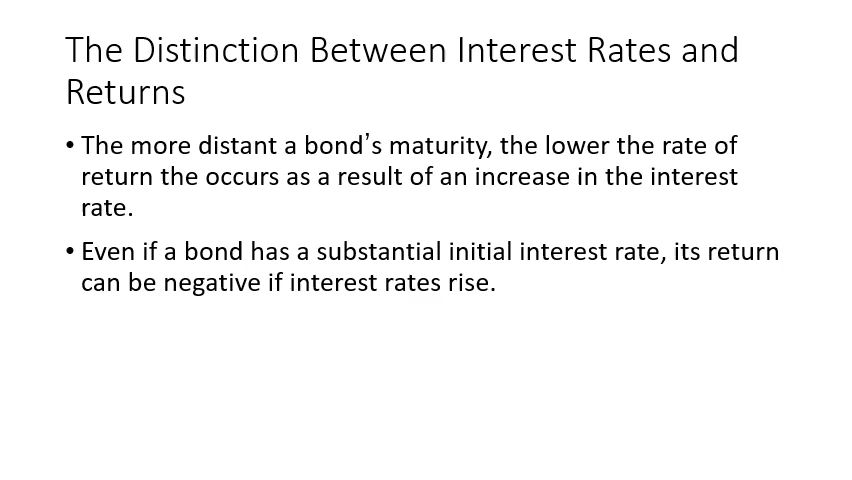 The Distinction Between Interest Rates and
Returns
• The more distant a bond’s maturity, the lower the rate of
return the occurs as a result of an increase in the interest
rate.
• Even if a bond has a substantial initial interest rate, its return
can be negative if interest rates rise.